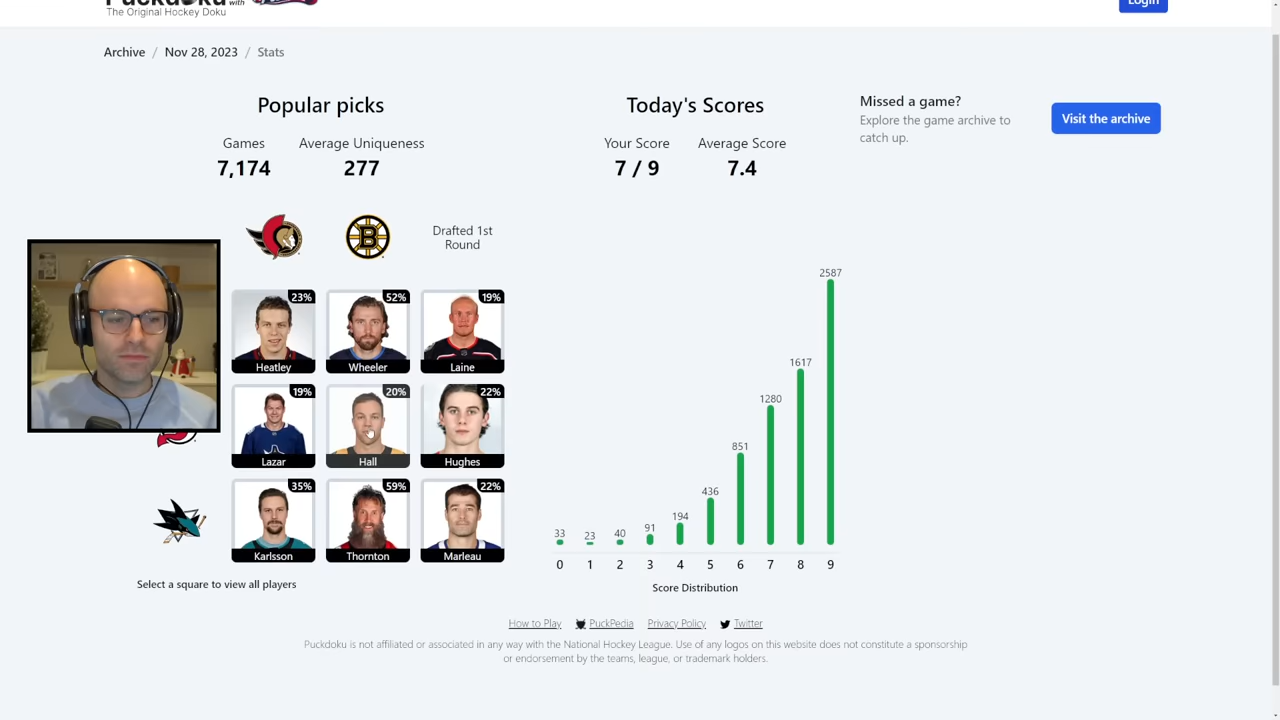 Puckdoku with
Login
The Original Hockey Doku
Archive / Nov 28, 2023 / Stats
Popular picks
Games
7,174
Average Uniqueness
277
Today's Scores
Your Score
7 / 9
Average Score
7.4
Missed a game?
Explore the game archive to
catch up.
Visit the archive
B
Drafted 1st
Round
23%
Heatley
52%
Wheeler
19%
Laine
19%
Lazar
20%
Hall
22%
Hughes
35%
Karlsson
59%
Thornton
22%
Marleau
Select a square to view all players
33
23
40
91
194
436
851
1280
1617
2587
0 1 2 3 4 5 6 7 8 9
Score Distribution
How to Play PuckPedia Privacy Policy Twitter
Puckdoku is not affiliated or associated in any way with the National Hockey League. Use of any logos on this website does not constitute a sponsorship
or endorsement by the teams, league, or trademark holders.